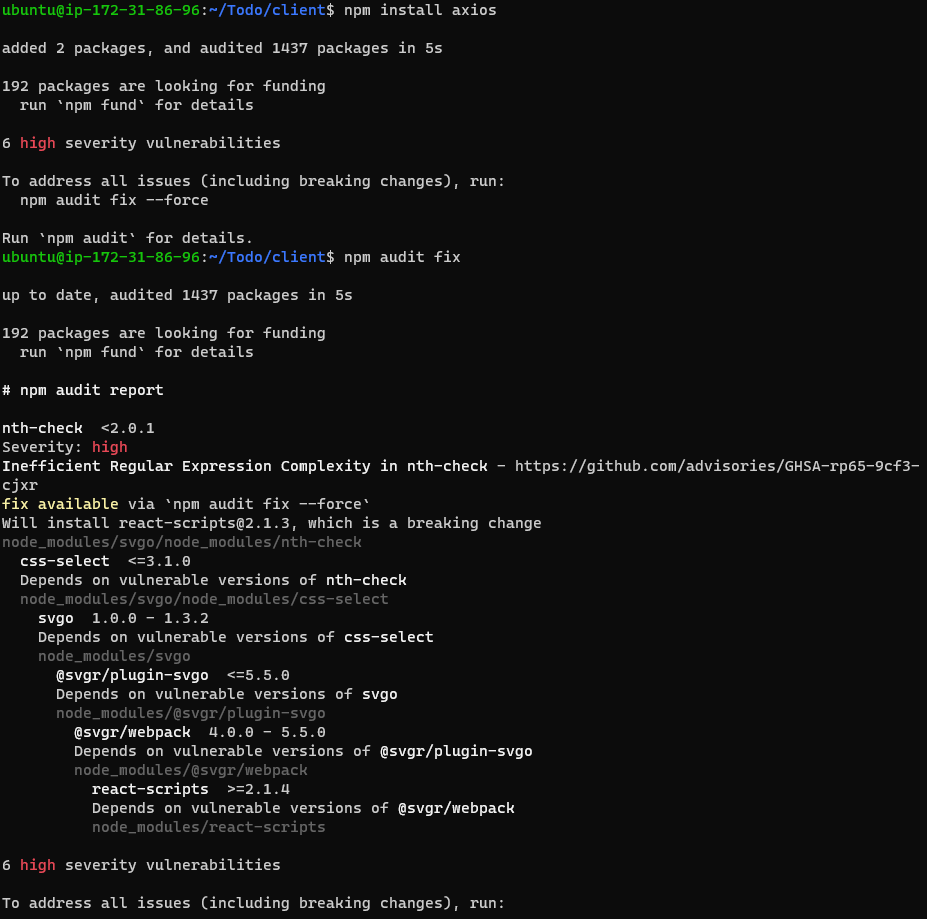 ubuntu@ip-172-31-86-96:~/Todo/client$ npm install axios
added 2 packages, and audited 1437 packages in 5s
192 packages are looking for funding
  run `npm fund` for details
6 high severity vulnerabilities
To address all issues (including breaking changes), run:
  npm audit fix --force
Run `npm audit` for details.
ubuntu@ip-172-31-86-96:~/Todo/client$ npm audit fix
up to date, audited 1437 packages in 5s
192 packages are looking for funding
  run `npm fund` for details
# npm audit report
nth-check  <2.0.1
Severity: high
Inefficient Regular Expression Complexity in nth-check - https://github.com/advisories/GHSA-rp65-9cf3-
cjxr
fix available via `npm audit fix --force`
Will install react-scripts@2.1.3, which is a breaking change
node_modules/svgo/node_modules/nth-check
  css-select  <=3.1.0
  Depends on vulnerable versions of nth-check
  node_modules/svgo/node_modules/css-select
    svgo  1.0.0 - 1.3.2
    Depends on vulnerable versions of css-select
    node_modules/svgo
      @svgr/plugin-svgo  <=5.5.0
      Depends on vulnerable versions of svgo
      node_modules/@svgr/plugin-svgo
        @svgr/webpack  4.0.0 - 5.5.0
        Depends on vulnerable versions of @svgr/plugin-svgo
        node_modules/@svgr/webpack
          react-scripts  >=2.1.4
          Depends on vulnerable versions of @svgr/webpack
          node_modules/react-scripts
6 high severity vulnerabilities
To address all issues (including breaking changes), run: